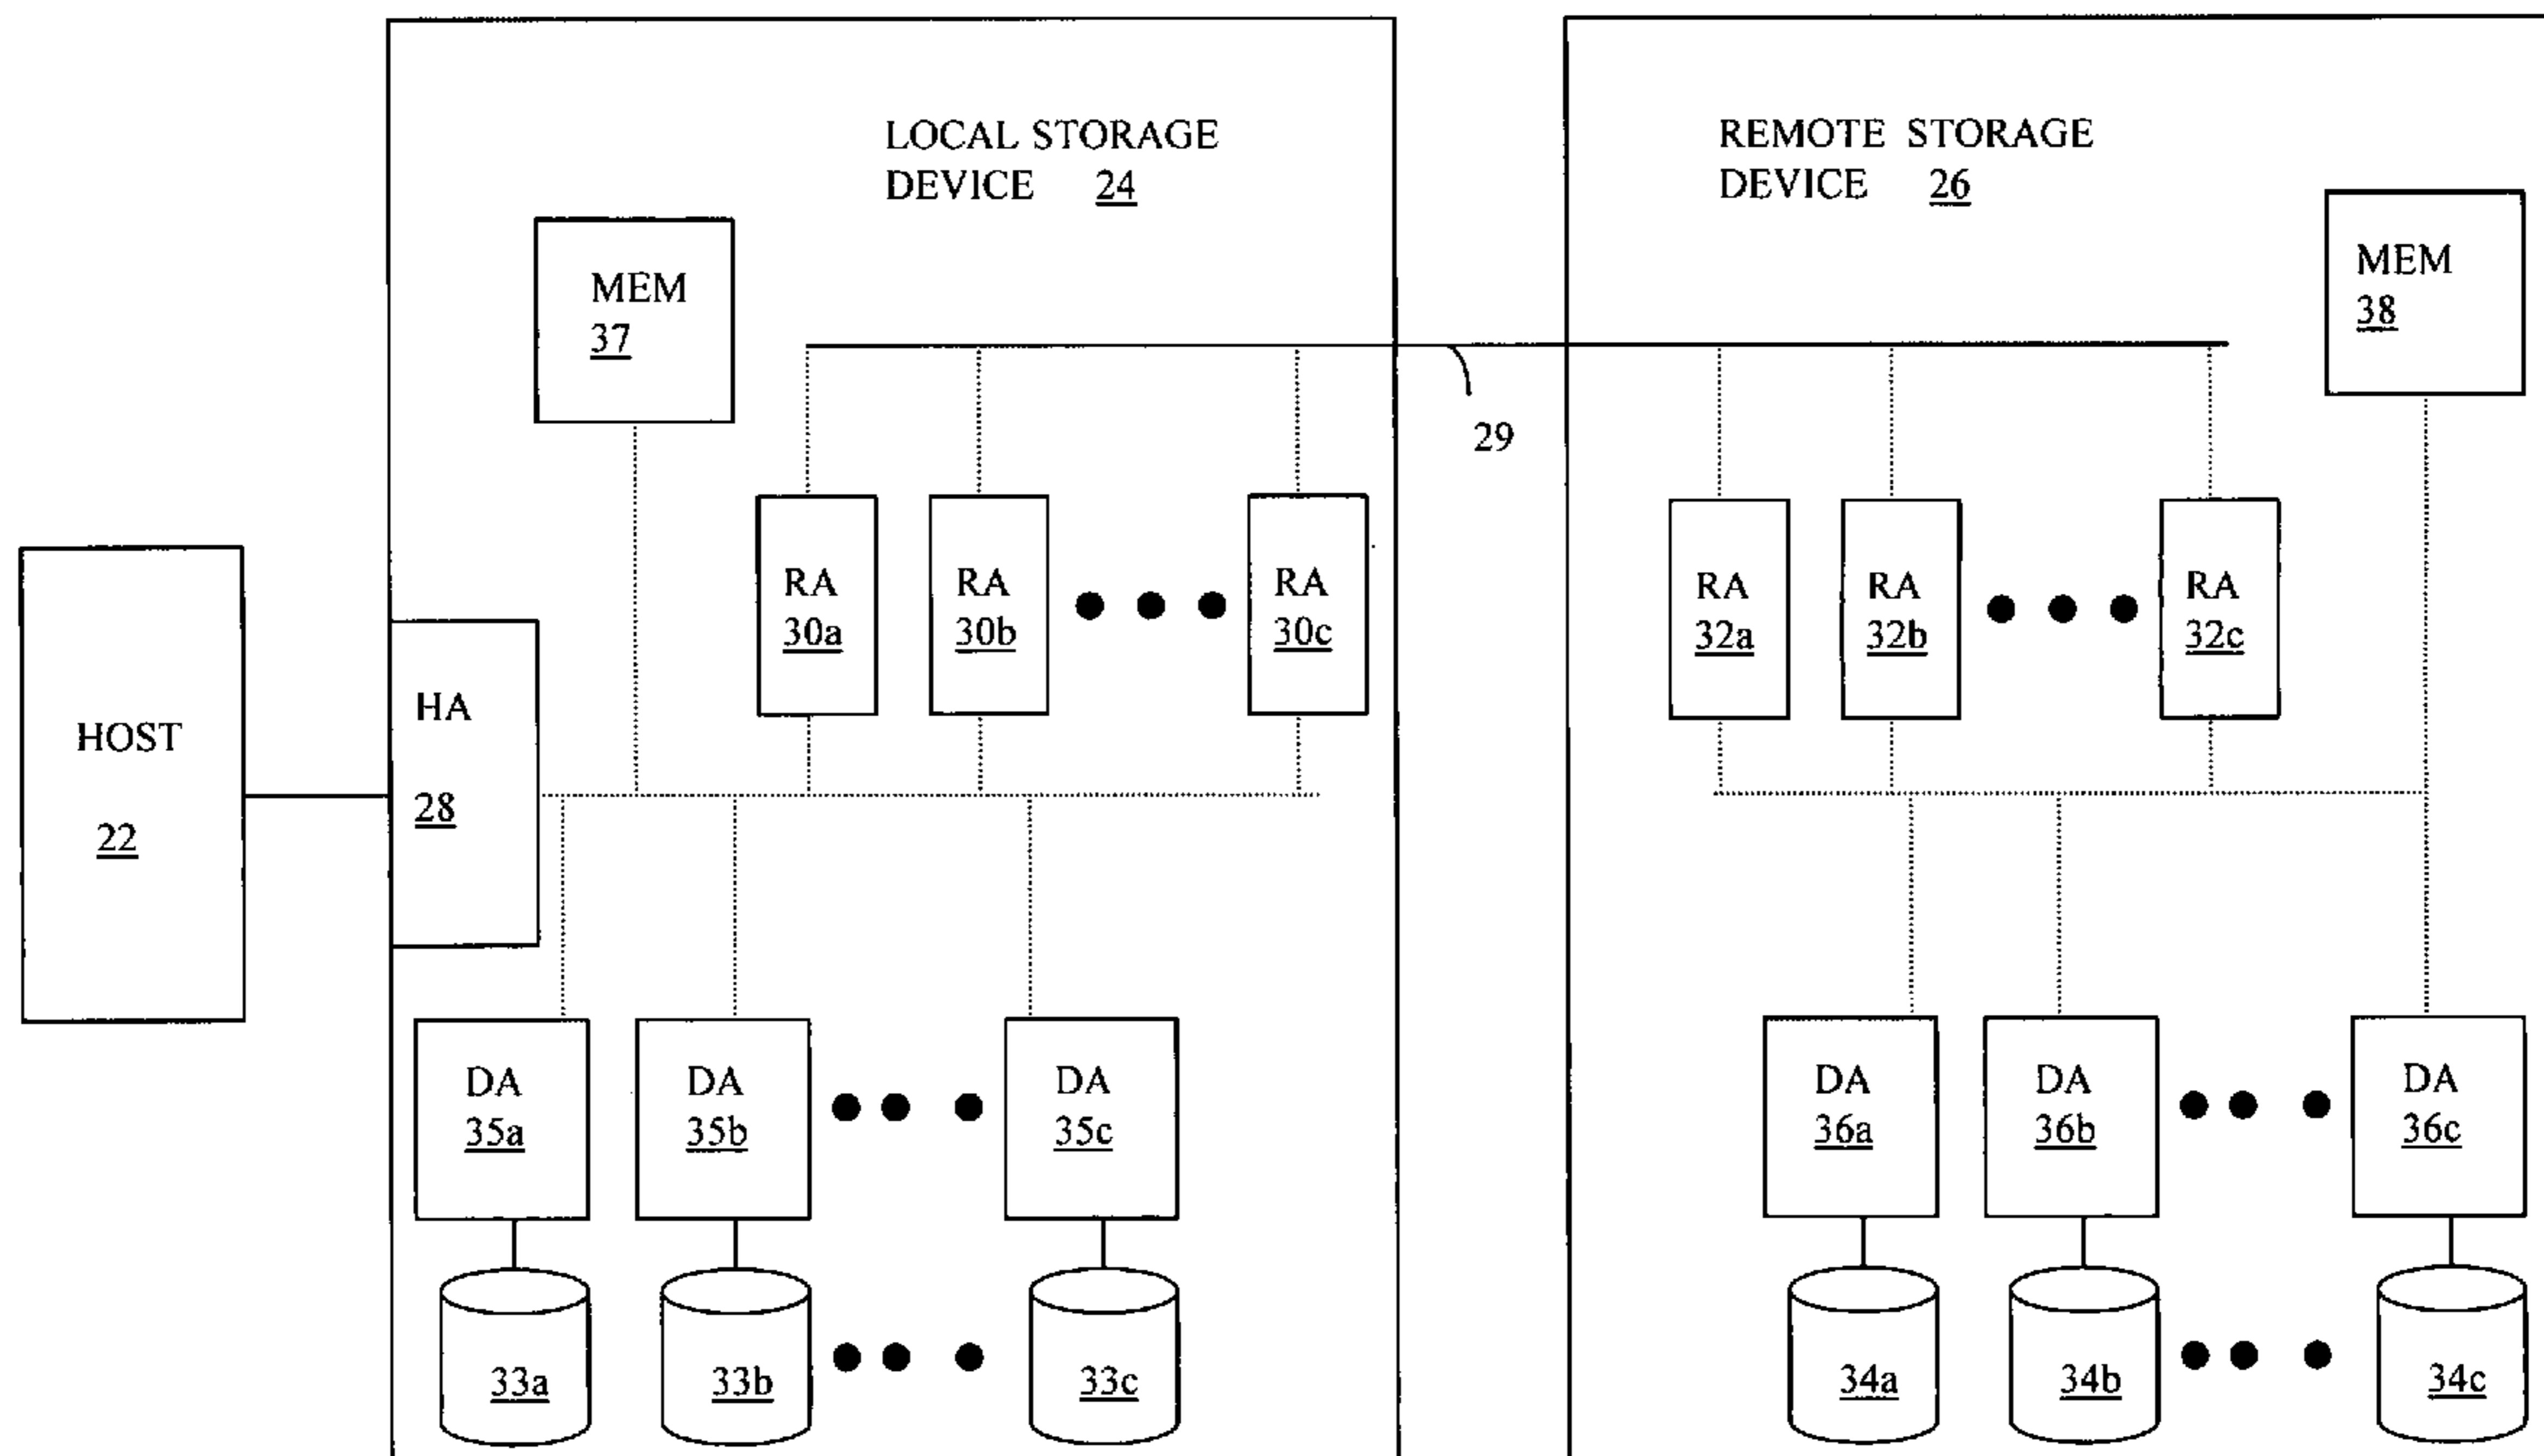 LOCAL STORAGE
DEVICE 24
REMOTE STORAGE
DEVICE 26
MEM
37
MEM
38
29
RA
30a
RA
30b
RA
30c
RA
32a
RA
32b
RA
32c
HOST
22
HA
28
DA
35a
DA
35b
DA
35c
DA
36a
DA
36b
DA
36c
33a
33b
33c
34a
34b
34c